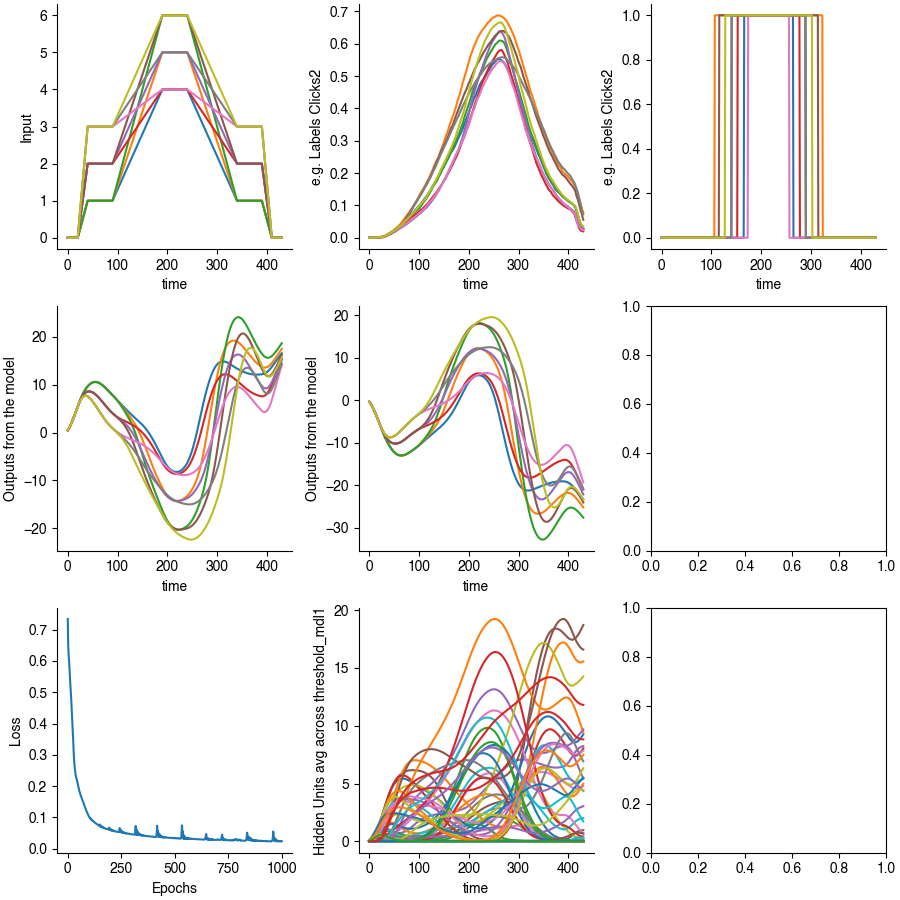 Input
6
5
4
3
2
1
0
0 100 200 300 400
time
e.g. Labels Clicks2
0.7
0.6
0.5
0.4
0.3
0.2
0.1
0.0
0 100 200 300 400
time
e.g. Labels Clicks2
1.0
0.8
0.6
0.4
0.2
0.0
0 100 200 300 400
time
Outputs from the model
20
10
0
−10
−20
0 100 200 300 400
time
Outputs from the model
20
10
0
−10
−20
−30
0 100 200 300 400
time
1.0
0.8
0.6
0.4
0.2
0.0
0.0 0.2 0.4 0.6 0.8 1.0
Loss
0.7
0.6
0.5
0.4
0.3
0.2
0.1
0.0
0 250 500 750 1000
Epochs
Hidden Units avg across threshold_mdl1
20
15
10
5
0
0 100 200 300 400
time
1.0
0.8
0.6
0.4
0.2
0.0
0.0 0.2 0.4 0.6 0.8 1.0